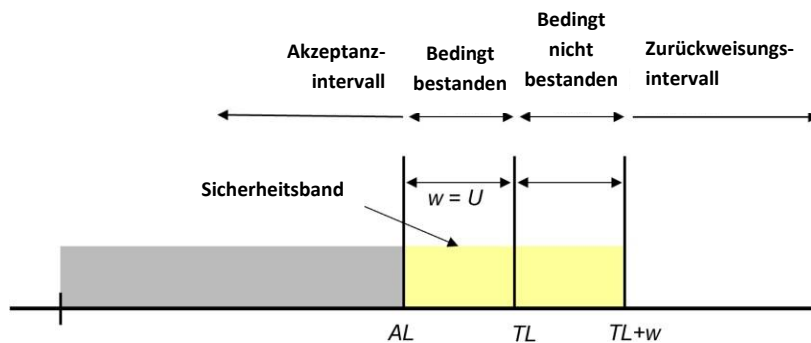 Akzeptanz-
intervall
Bedingt
bestanden
Bedingt
nicht
bestanden
Zurückweisungs-
intervall
Sicherheitsband
w = U
AL
TL
TL+w